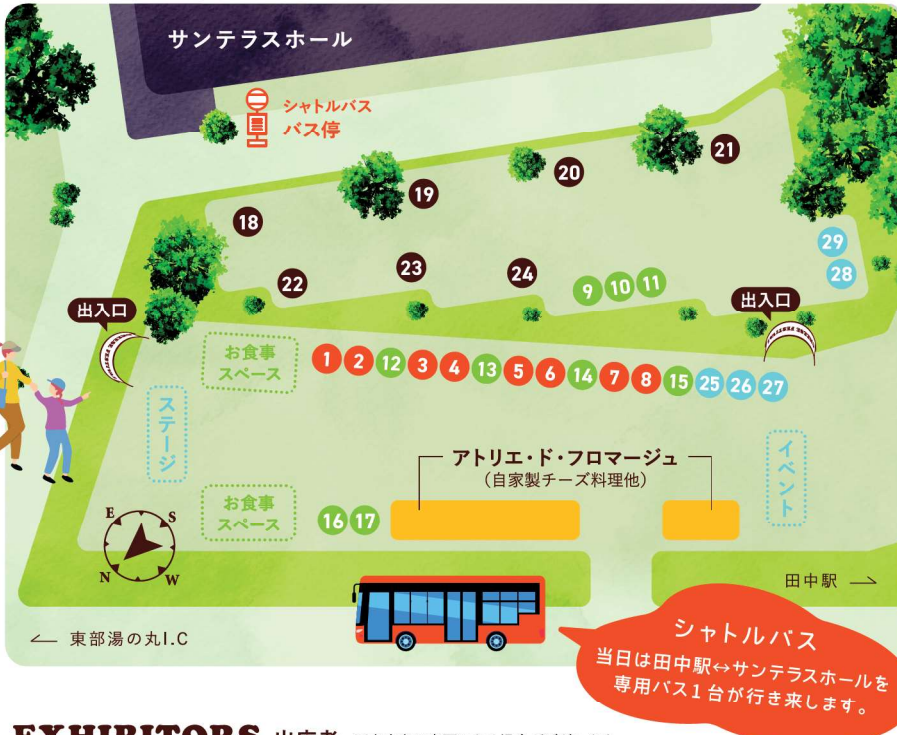 サンテラスホール
シャトルバス
バス停
21
20
19
18
29
28
23
24
22
9 10 11
出入口
出入口
お食事
スペース
1 2 12 3 4 13 5 6 14 7 8 15 25 26 27
ステージ
アトリエ・ド・フロマージュ
(自家製チーズ料理他)
イベント
お食事
スペース
16 17
E
S
N
W
田中駅 →
← 東部湯の丸I.C
シャトルバス
当日は田中駅↔サンテラスホールを
専用バス1台が行き来します。
EXHIBITORS 出店者